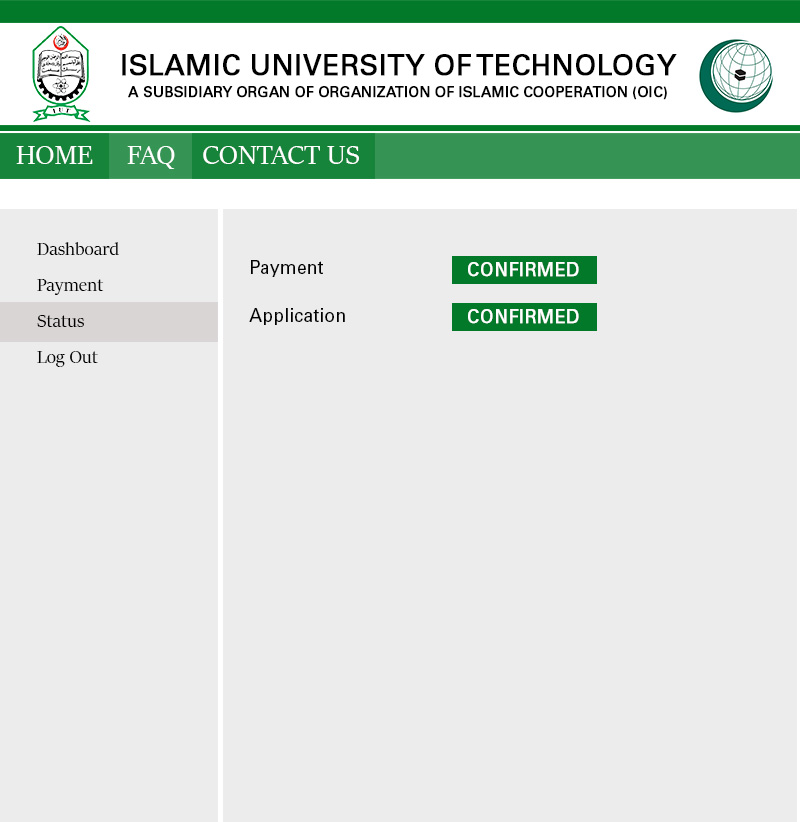 ISLAMIC UNIVERSITY OF TECHNOLOGY
A SUBSIDIARY ORGAN OF ORGANIZATION OF ISLAMIC COOPERATION (OIC)
I U T
HOME FAQ CONTACT US
Dashboard
Payment
Status
Log Out
Payment CONFIRMED
Application CONFIRMED